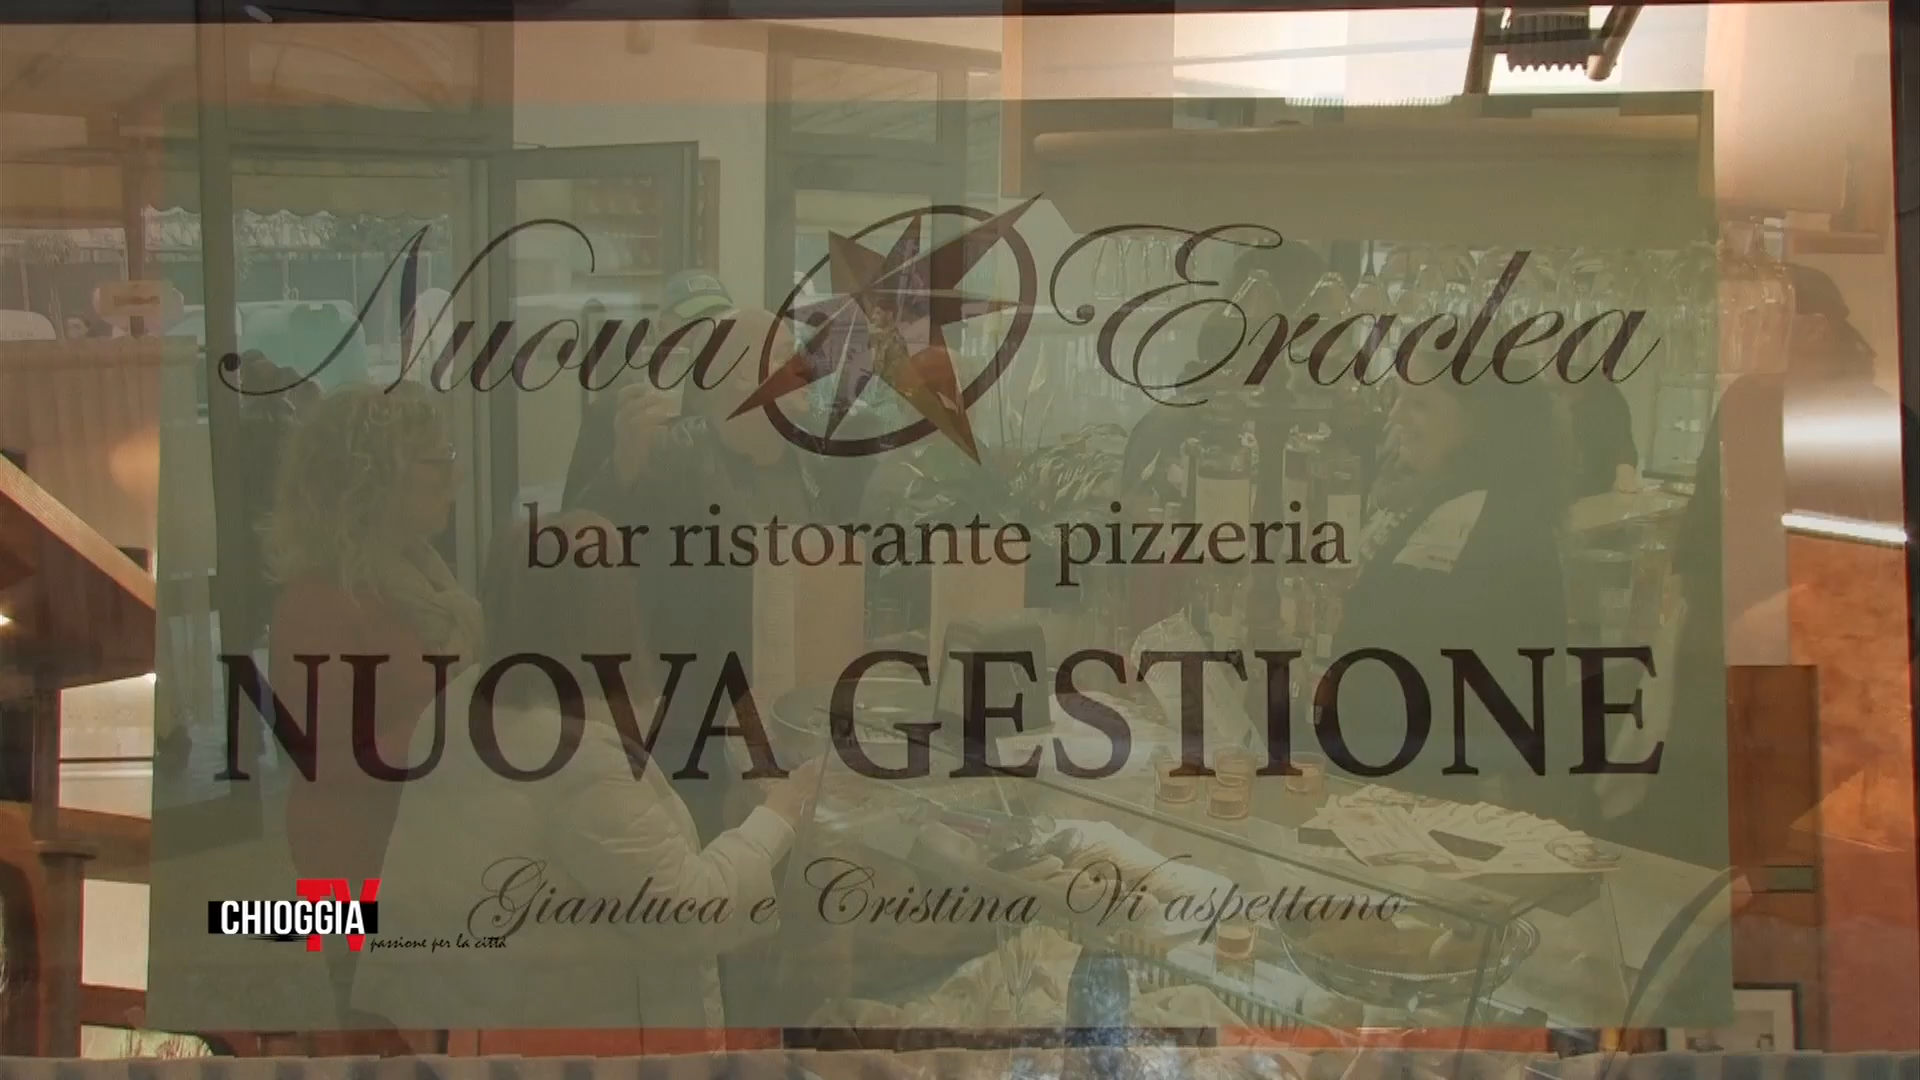 Nuova Eraclea
bar ristorante pizzeria
NUOVA GESTIONE
Gianluca e Cristina Vi aspettano
CHIOGGIA TV
passione per la città